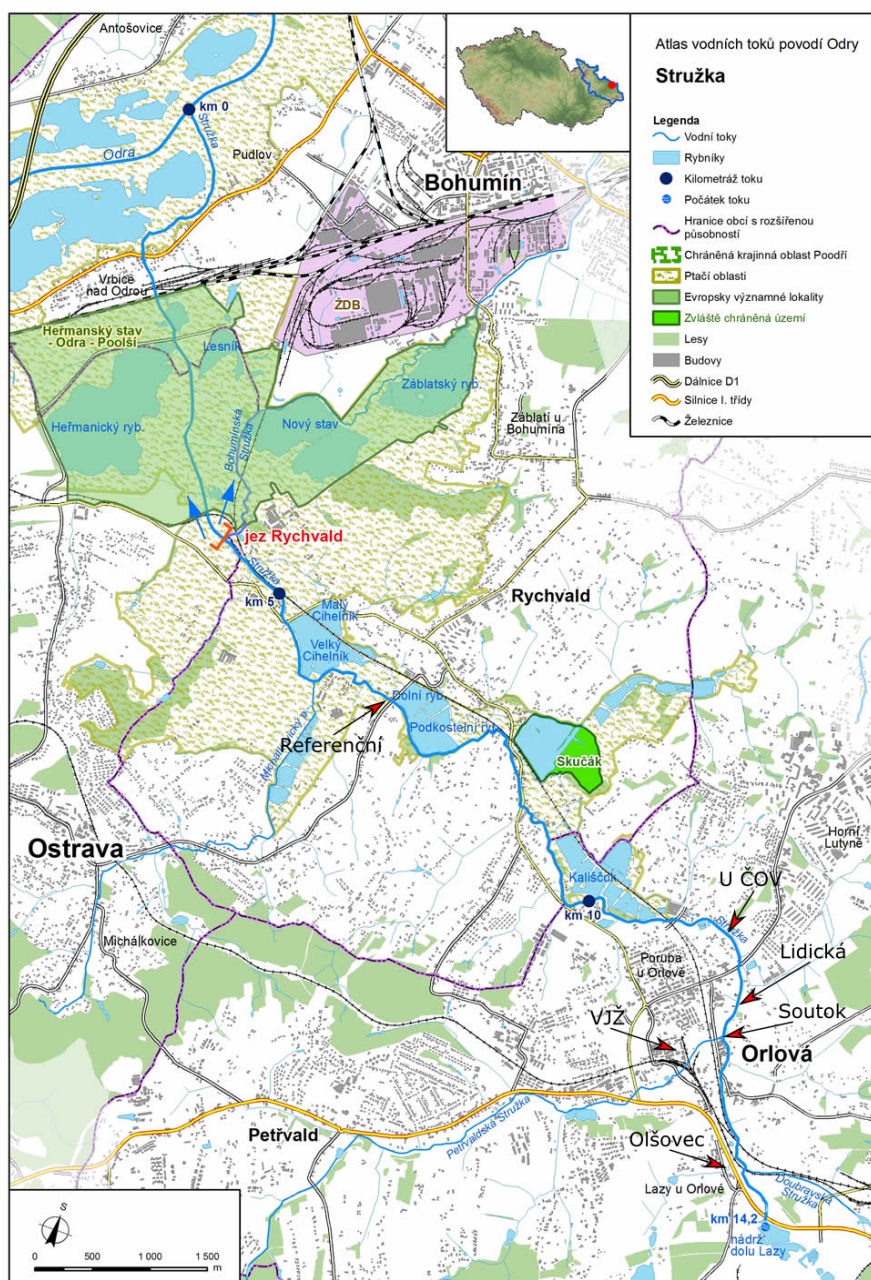 Atlas vodních toků povodí Odry
Stružka
Legenda
Vodní toky
Rybníky
Kilometráž toku
Počátek toku
Hranice obcí s rozšířenou
působností
Chráněná krajinná oblast Poodří
Ptačí oblasti
Evropsky významné lokality
Zvláště chráněná území
Lesy
Budovy
Dálnice D1
Silnice I. třídy
Železnice
Antošovice
km 0
Stružka
Odra
Pudlov
Bohumín
Vrbice
nad Odrou
ŽDB
Heřmanský stav
- Odra - Poolší
Lesník
Záblatský ryb.
Heřmanický ryb.
Nový stav
Bohumínská
Stružka
Záblatí u
Bohumína
jez Rychvald
Stružka
km 5
Rychvald
Malý
Cihelník
Velký
Cihelník
Dolní ryb.
Podkostelní ryb.
Referenční
Michálkovický p.
Skučák
Ostrava
Horní
Lutyně
Kališčok
U ČOV
km 10
Stružka
Michálkovice
Poruba
u Orlové
Lidická
VJŽ
Soutok
Orlová
Petřvald
Petřvaldská Stružka
Olšovec
Lazy u Orlové
Doubravská
Stružka
km 14,2
nádrž
dolu Lazy
S
0 500 1 000 1 500
m